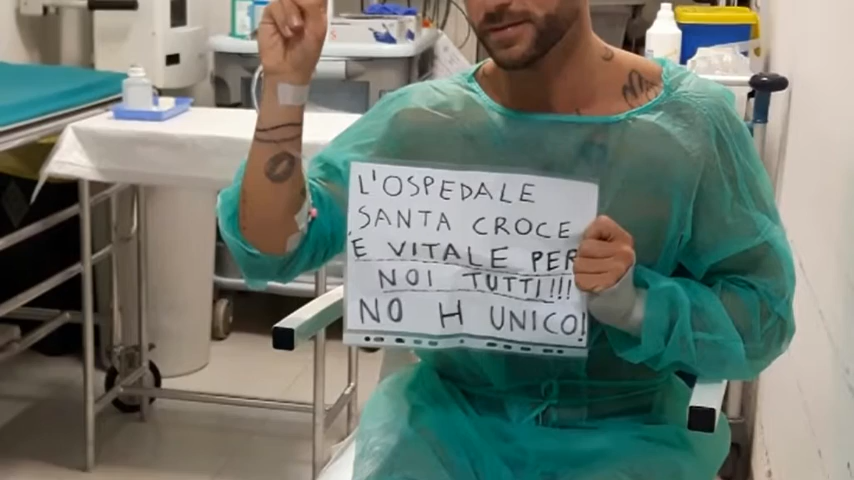 L'OSPEDALE
SANTA CROCE
È VITALE PER
NOI TUTTI!!!
NO H UNICO!